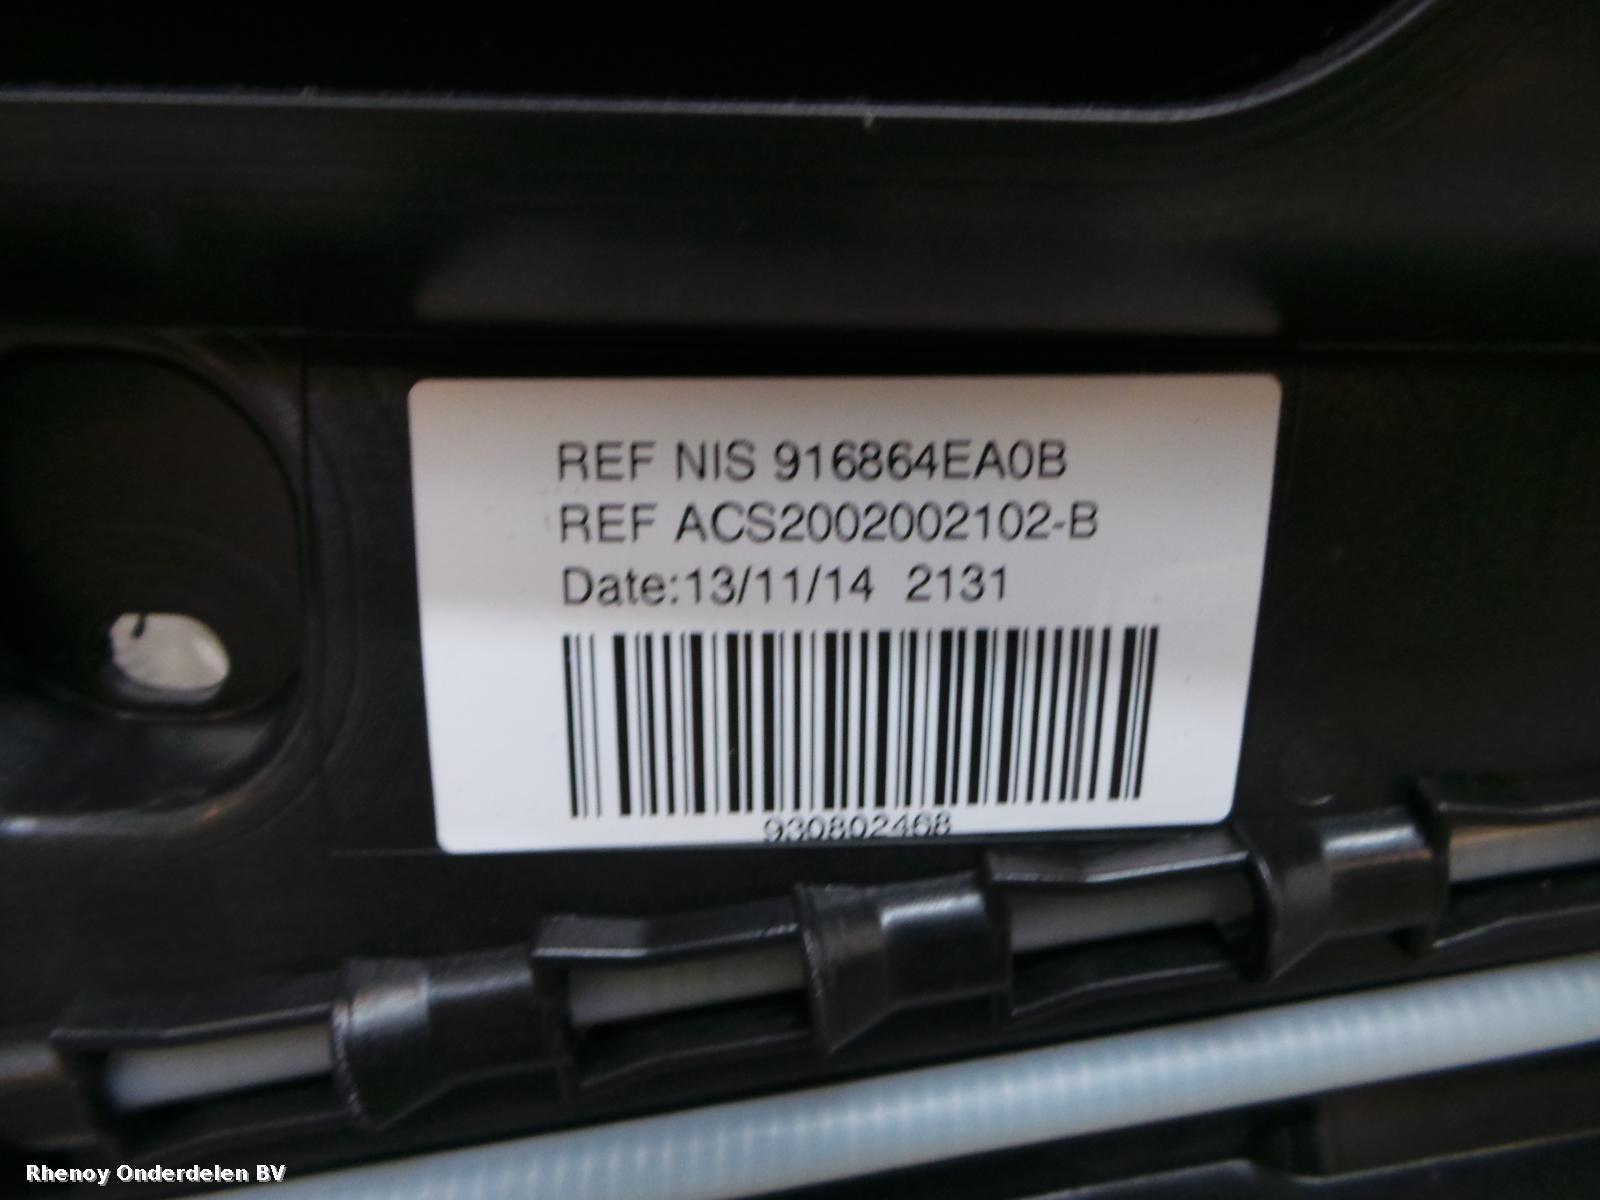 REF NIS 916864EA0B
REF ACS2002002102-B
Date:13/11/14 2131
930802468
Rhenoy Onderdelen BV